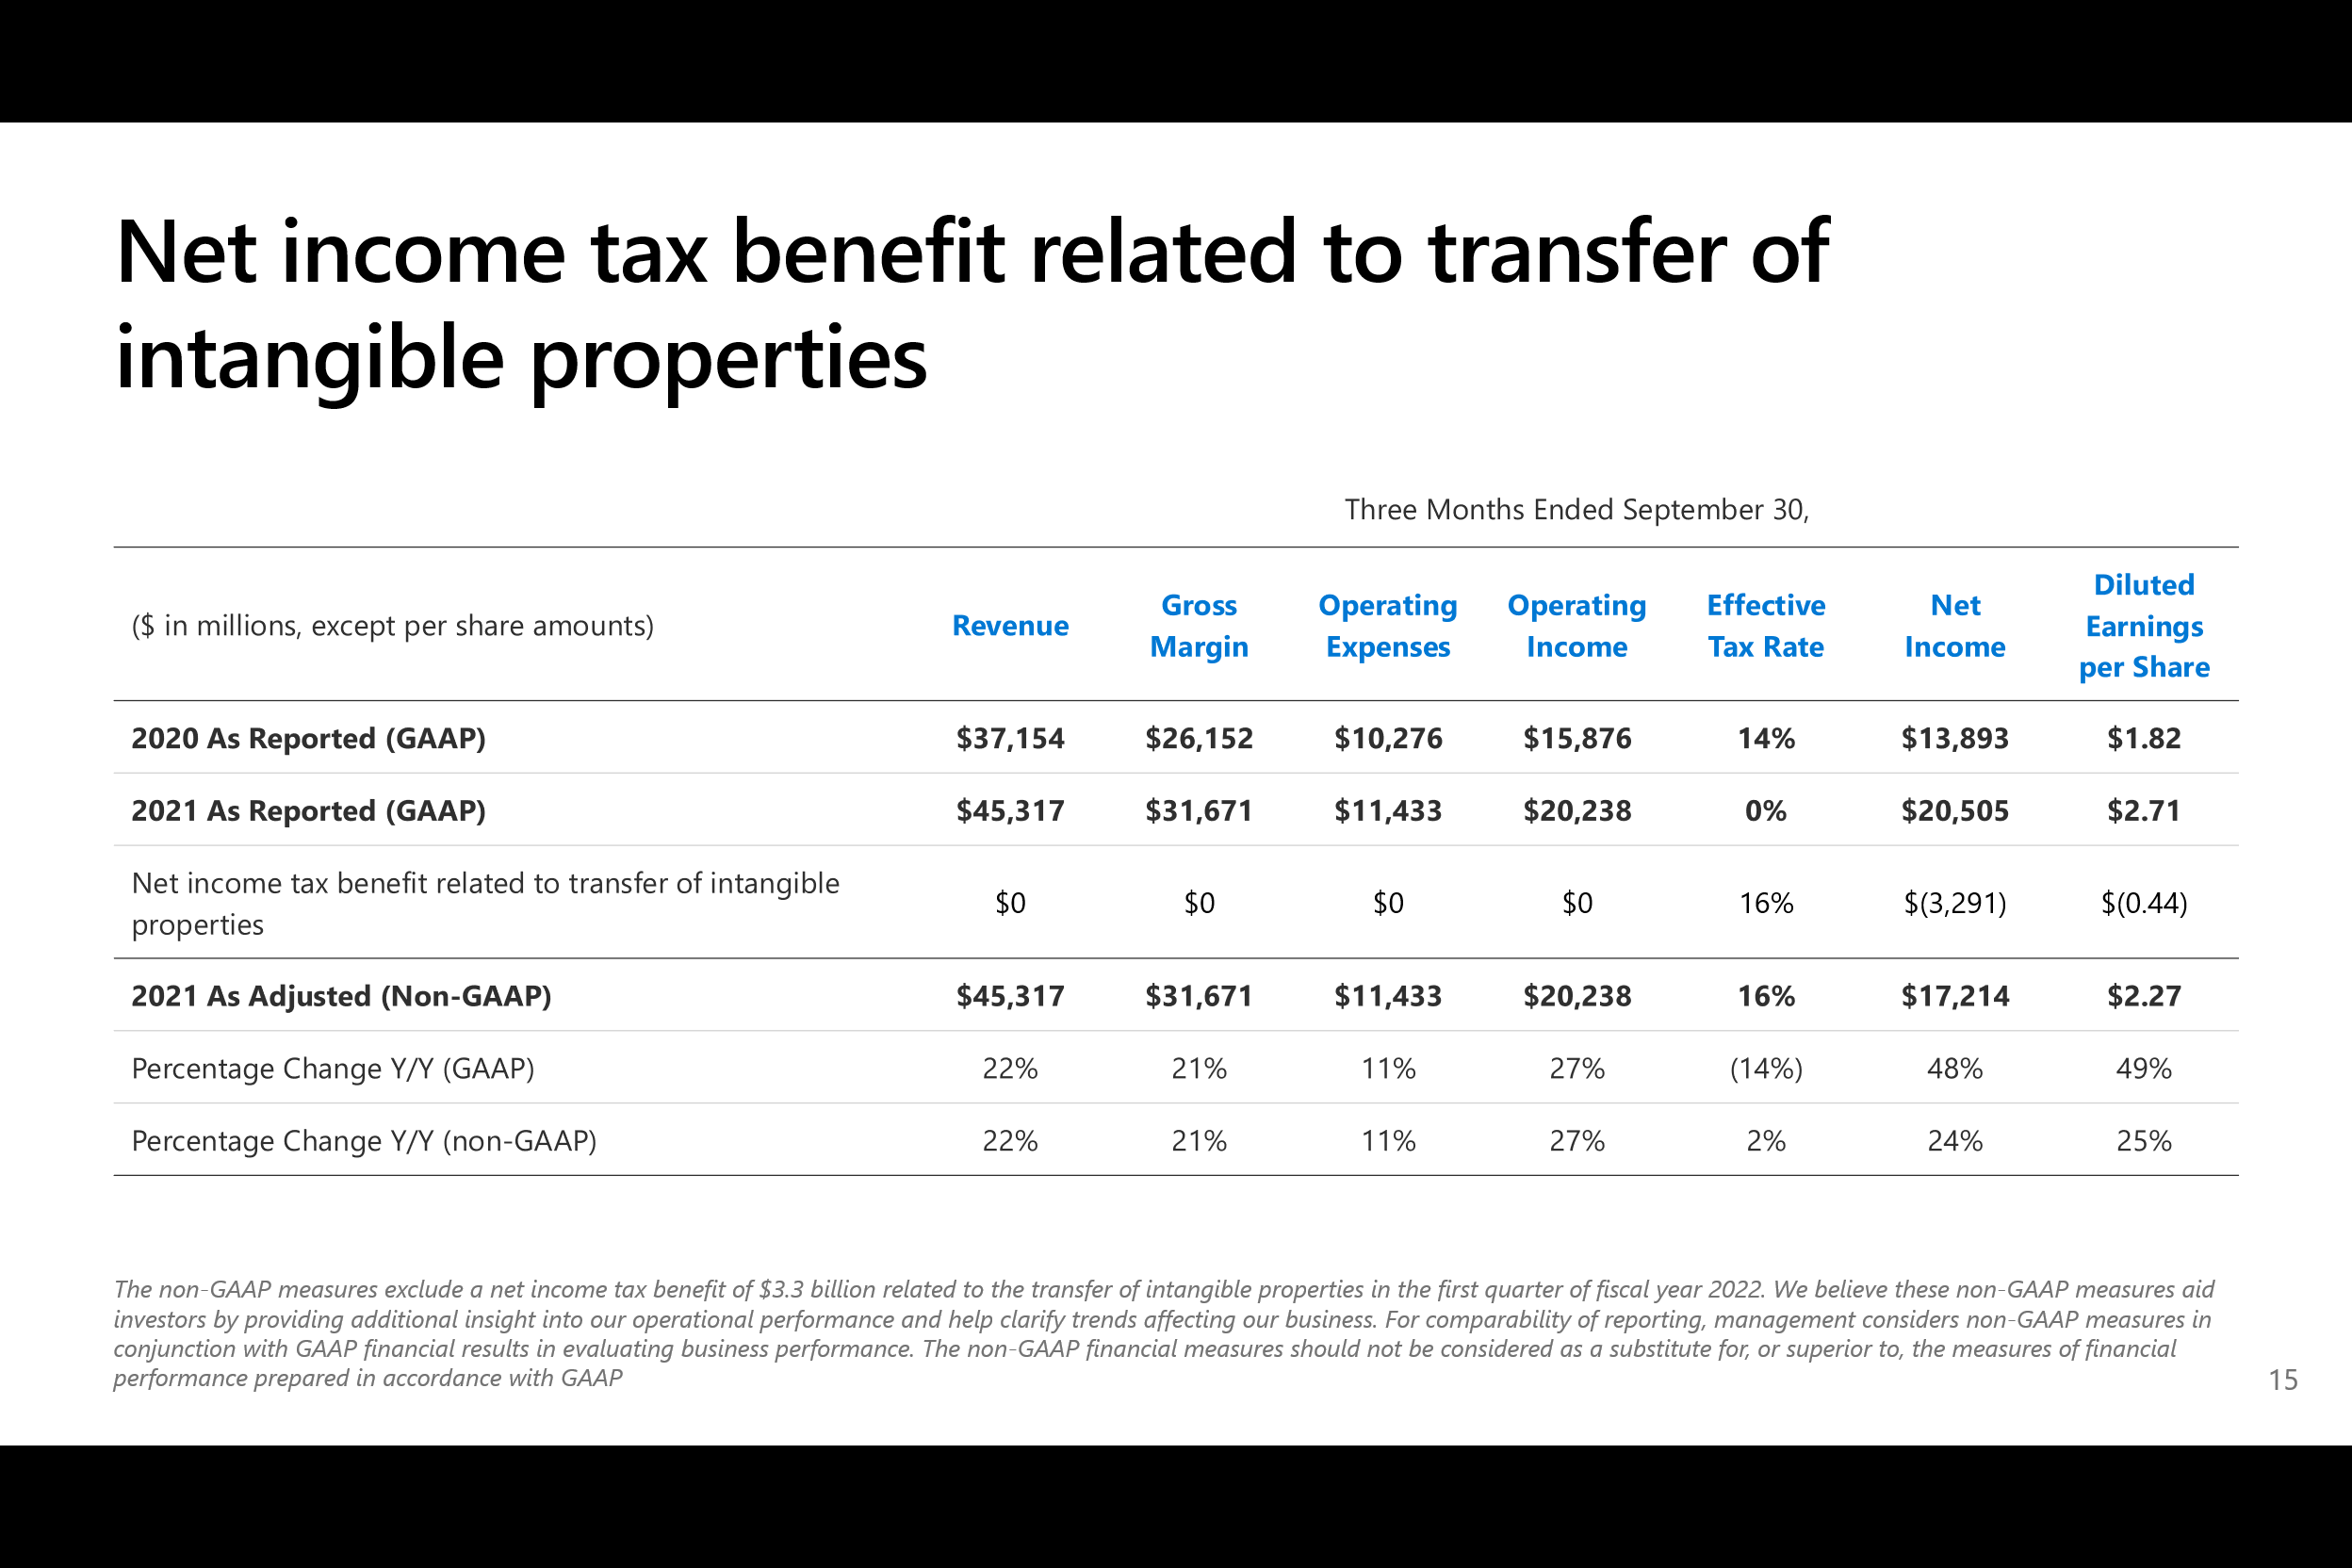 Net income tax benefit related to transfer of
intangible properties
Three Months Ended September 30,
($ in millions, except per share amounts) Revenue Gross Margin Operating Expenses Operating Income Effective Tax Rate Net Income Diluted Earnings per Share
2020 As Reported (GAAP) $37,154 $26,152 $10,276 $15,876 14% $13,893 $1.82
2021 As Reported (GAAP) $45,317 $31,671 $11,433 $20,238 0% $20,505 $2.71
Net income tax benefit related to transfer of intangible
properties $0 $0 $0 $0 16% $(3,291) $(0.44)
2021 As Adjusted (Non-GAAP) $45,317 $31,671 $11,433 $20,238 16% $17,214 $2.27
Percentage Change Y/Y (GAAP) 22% 21% 11% 27% (14%) 48% 49%
Percentage Change Y/Y (non-GAAP) 22% 21% 11% 27% 2% 24% 25%
The non-GAAP measures exclude a net income tax benefit of $3.3 billion related to the transfer of intangible properties in the first quarter of fiscal year 2022. We believe these non-GAAP measures aid
investors by providing additional insight into our operational performance and help clarify trends affecting our business. For comparability of reporting, management considers non-GAAP measures in
conjunction with GAAP financial results in evaluating business performance. The non-GAAP financial measures should not be considered as a substitute for, or superior to, the measures of financial
performance prepared in accordance with GAAP
15